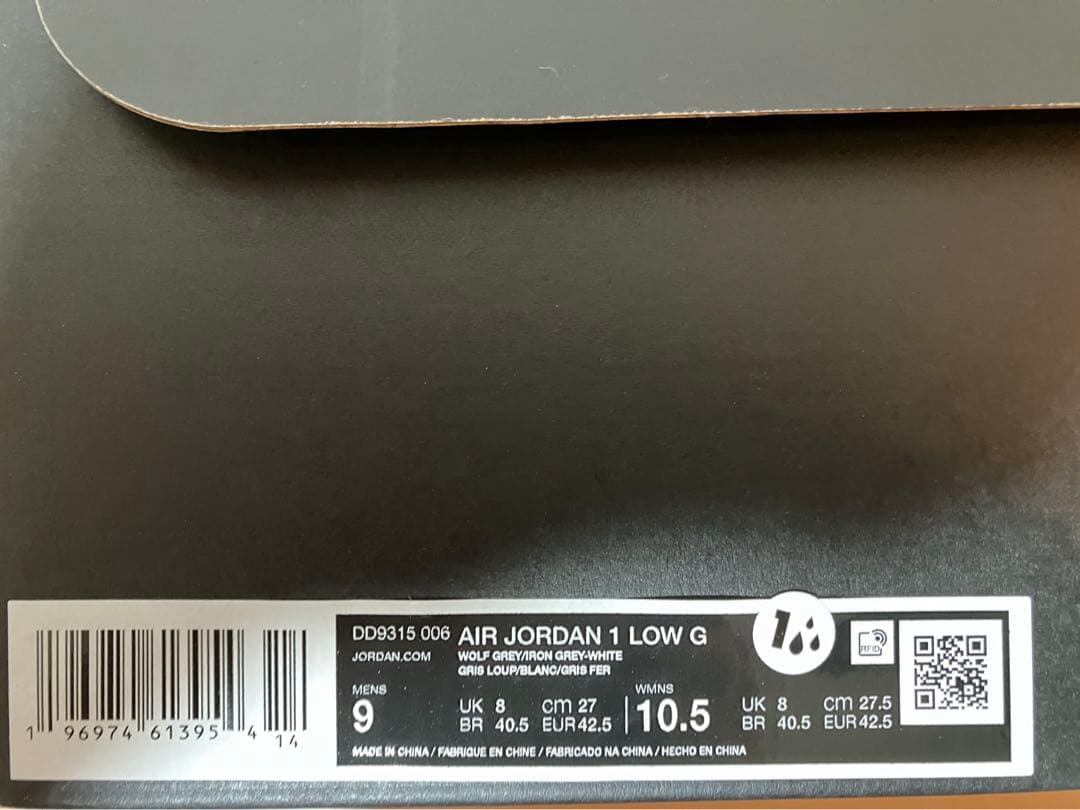 DD9315 006 AIR JORDAN 1 LOW G
JORDAN.COM WOLF GREY/IRON GREY-WHITE
GRIS LOUP/BLANC/GRIS FER
MENS
9
UK 8 cm 27
BR 40.5 EUR 42.5
WMNS
10.5
UK 8 cm 27.5
BR 40.5 EUR 42.5
MADE IN CHINA / FABRIQUE EN CHINE / FABRICADO NA CHINA / HECHO EN CHINA
1
RFID
1 96974 61395 4 14